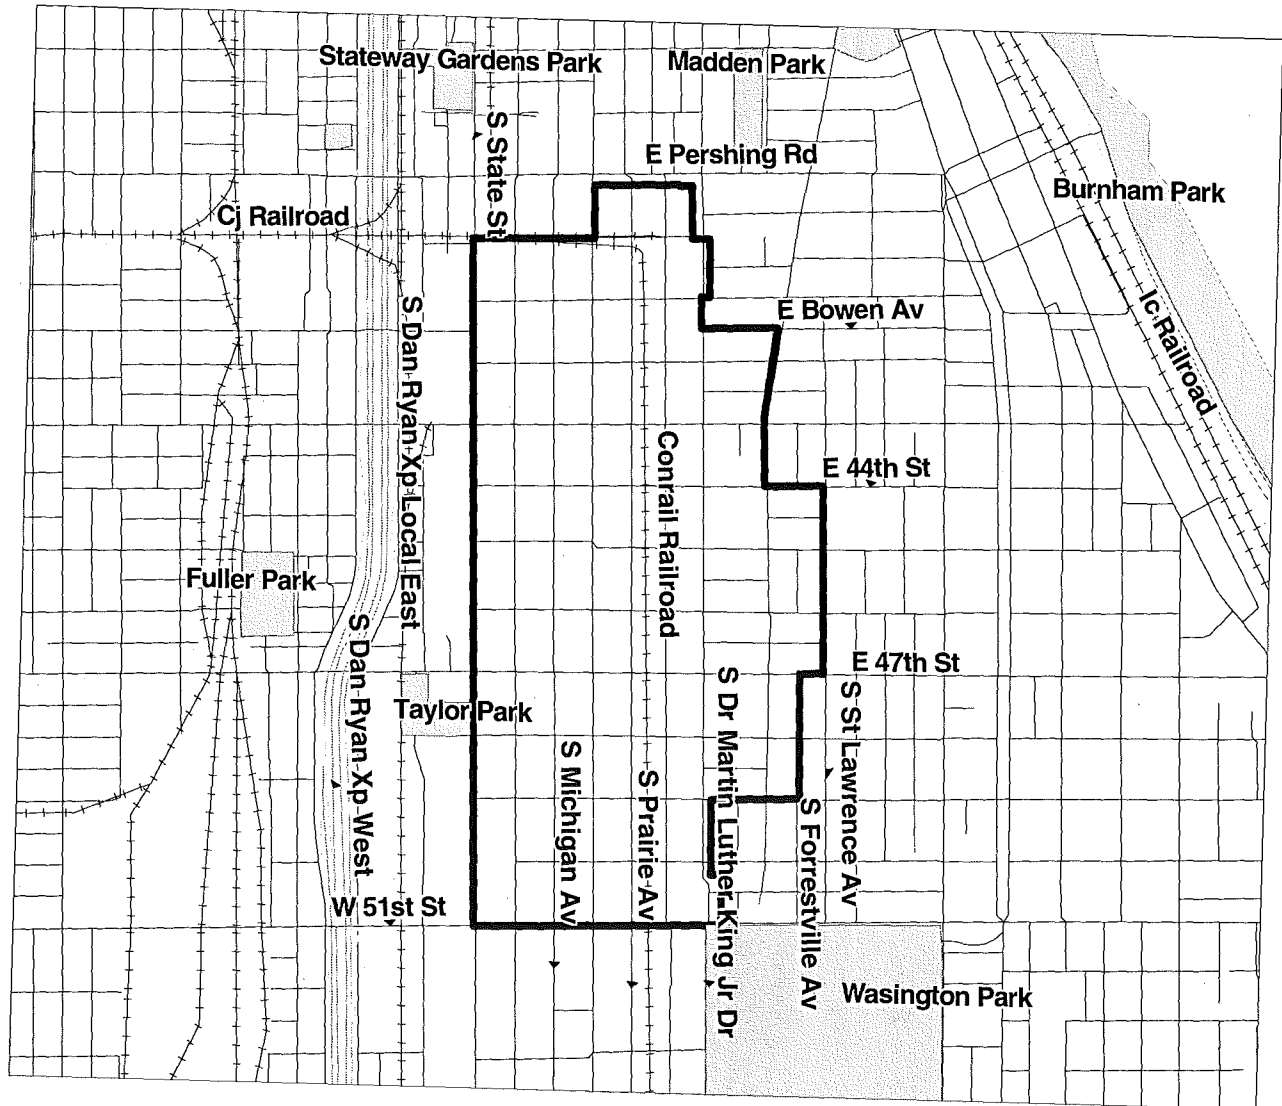 Stateway Gardens Park
Madden Park
S State St
E Pershing Rd
Burnham Park
Cj Railroad
Ic Railroad
S Dan Ryan Xp Local East
E Bowen Av
Conrail Railroad
E 44th St
Fuller Park
S Dan Ryan Xp West
E 47th St
S Dr Martin Luther King Jr Dr
S St Lawrence Av
Taylor Park
S Michigan Av
S Prairie Av
S Forrestville Av
W 51st St
Wasington Park